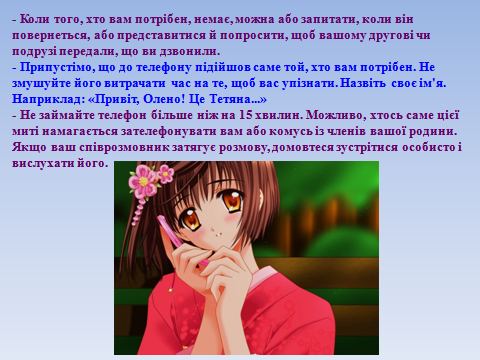 - Коли того, хто вам потрібен, немає, можна або запитати, коли він
повернеться, або представитися й попросити, щоб вашому другові чи
подрузі передали, що ви дзвонили.
- Припустімо, що до телефону підійшов саме той, хто вам потрібен. Не
змушуйте його витрачати час на те, щоб вас упізнати. Назвіть своє ім'я.
Наприклад: «Привіт, Олено! Це Тетяна...»
- Не займайте телефон більше ніж на 15 хвилин. Можливо, хтось саме цієї
миті намагається зателефонувати вам або комусь із членів вашої родини.
Якщо ваш співрозмовник затягує розмову, домовтеся зустрітися особисто і
вислухати його.